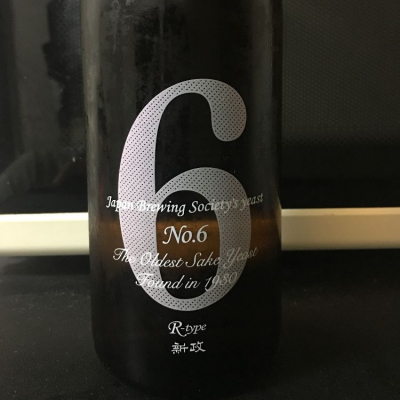 6
Japan Brewing Society's yeast
No.6
The Oldest Sake Yeast
Found in 1930
R-type
新政